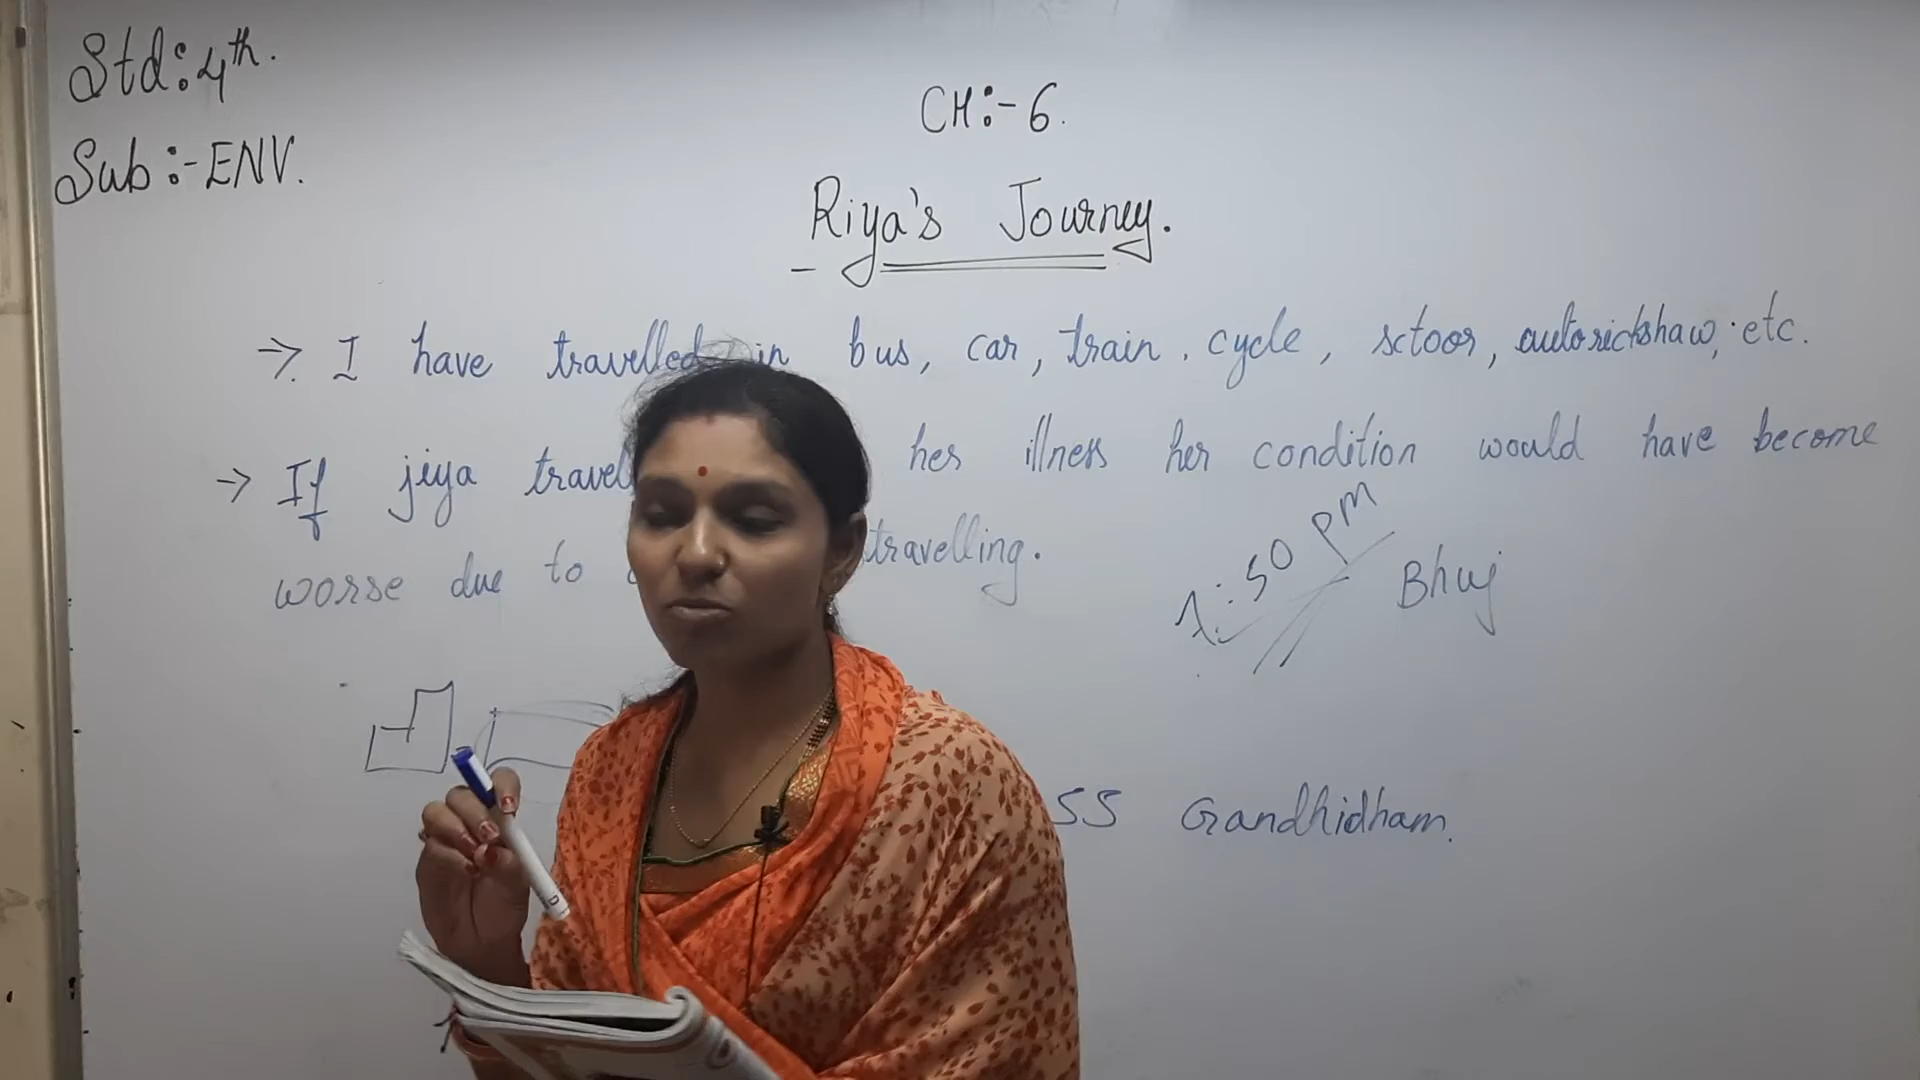 Std:4th.
Sub:-ENV.
CH:-6.
Riya's Journey.
→ I have travelled in bus, car, train. cycle, sctoor, autorickshaw, etc.
→ If jiya travel her illness her condition would have become
worse due to travelling.
:50 PM
Bhuj
SS Gandhidham.